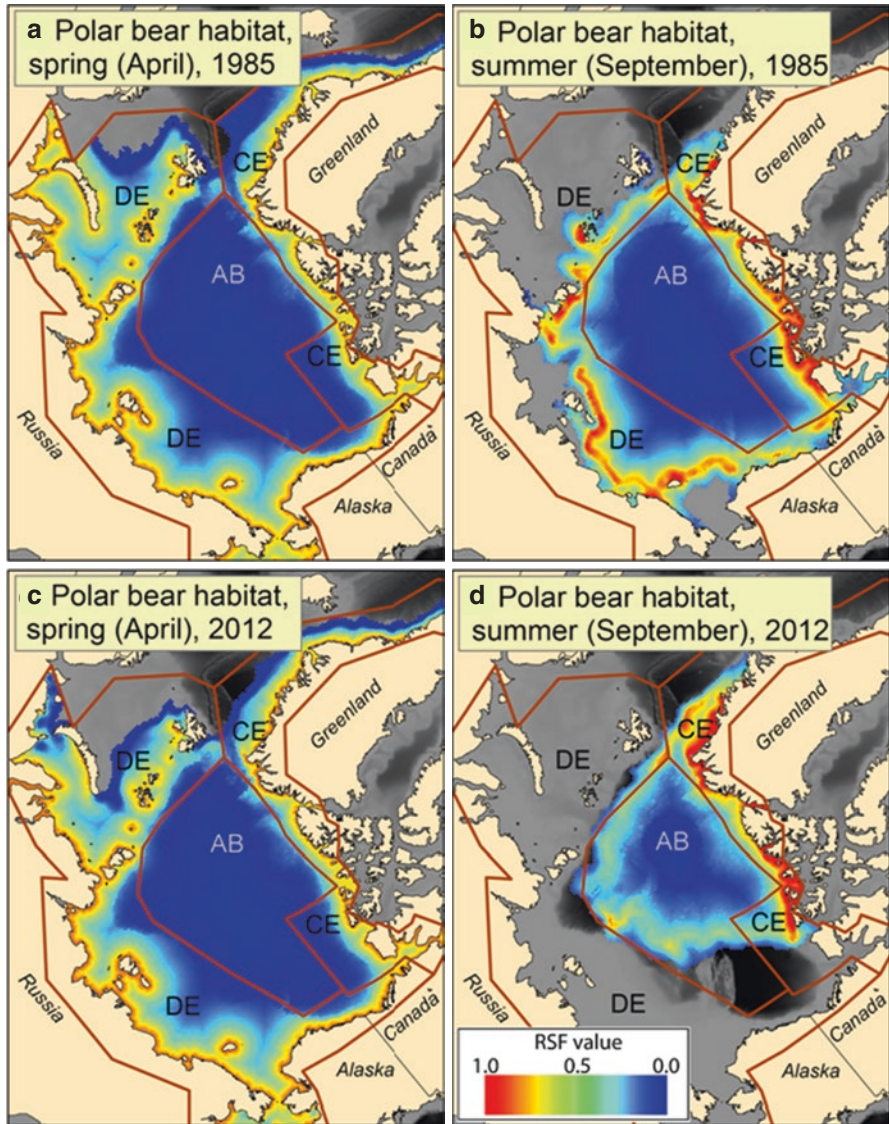 a Polar bear habitat,
spring (April), 1985
DE
CE
Greenland
AB
CE
DE
Russia
Canada
Alaska
b Polar bear habitat,
summer (September), 1985
DE
CE
Greenland
AB
CE
DE
Russia
Canada
Alaska
c Polar bear habitat,
spring (April), 2012
DE
CE
Greenland
AB
CE
DE
Russia
Canada
Alaska
d Polar bear habitat,
summer (September), 2012
DE
CE
Greenland
AB
CE
DE
Russia
Canada
Alaska
RSF value
1.0 0.5 0.0